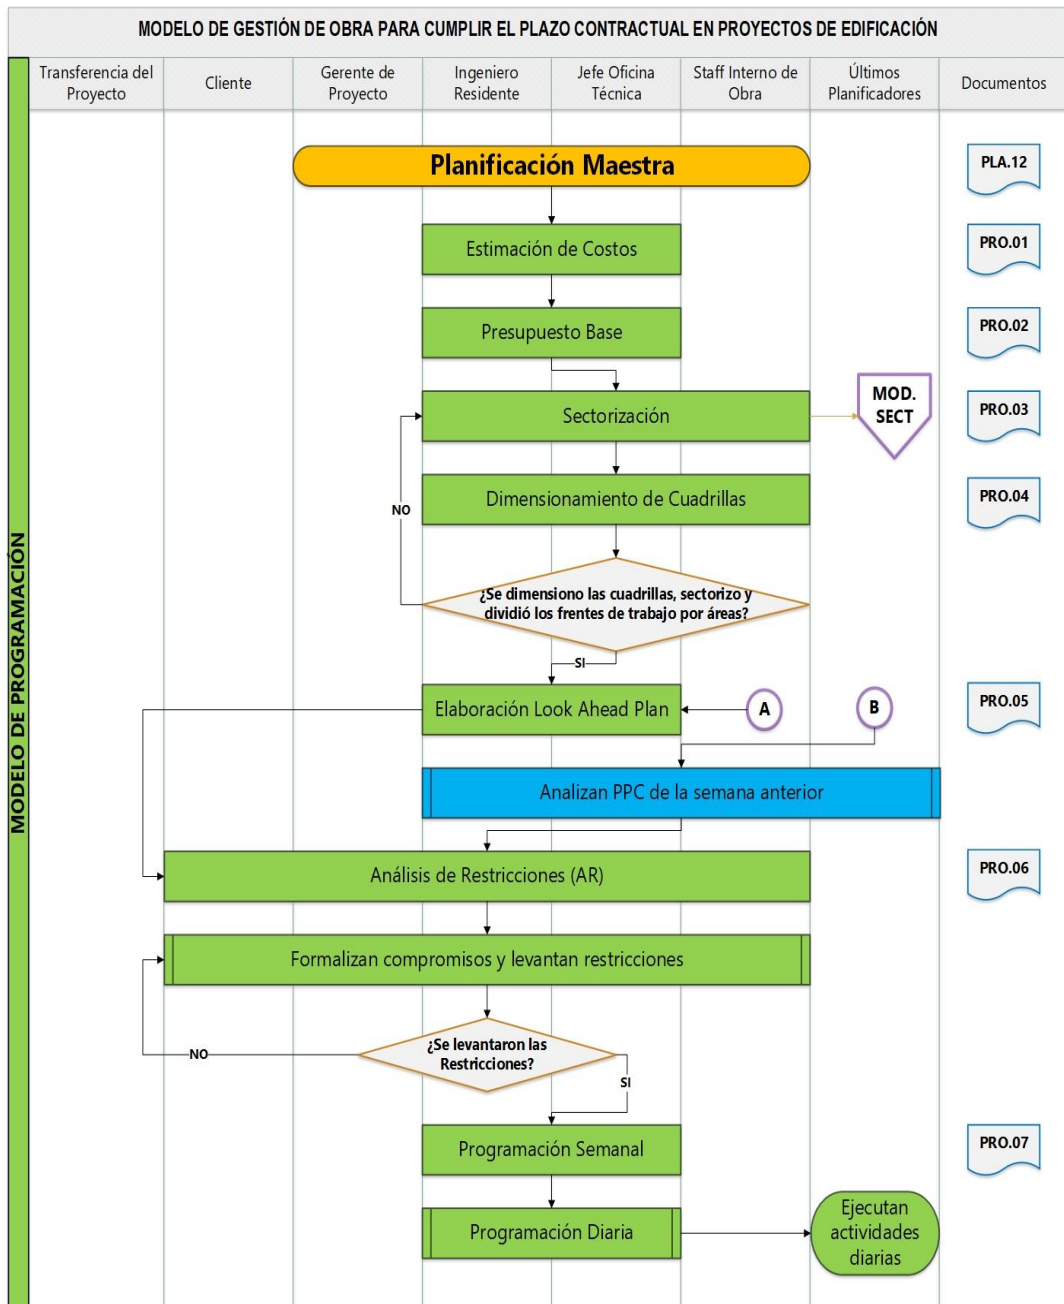 MODELO DE GESTIÓN DE OBRA PARA CUMPLIR EL PLAZO CONTRACTUAL EN PROYECTOS DE EDIFICACIÓN
MODELO DE PROGRAMACIÓN
Transferencia del
Proyecto
Cliente
Gerente de
Proyecto
Ingeniero
Residente
Jefe Oficina
Técnica
Staff Interno de
Obra
Últimos
Planificadores
Documentos
Planificación Maestra
PLA.12
Estimación de Costos
PRO.01
Presupuesto Base
PRO.02
Sectorización
MOD.
SECT
PRO.03
Dimensionamiento de Cuadrillas
PRO.04
NO
¿Se dimensiono las cuadrillas, sectorizo y
dividió los frentes de trabajo por áreas?
SI
Elaboración Look Ahead Plan
A
B
PRO.05
Analizan PPC de la semana anterior
Análisis de Restricciones (AR)
PRO.06
Formalizan compromisos y levantan restricciones
¿Se levantaron las
Restricciones?
NO
SI
Programación Semanal
PRO.07
Programación Diaria
Ejecutan
actividades
diarias